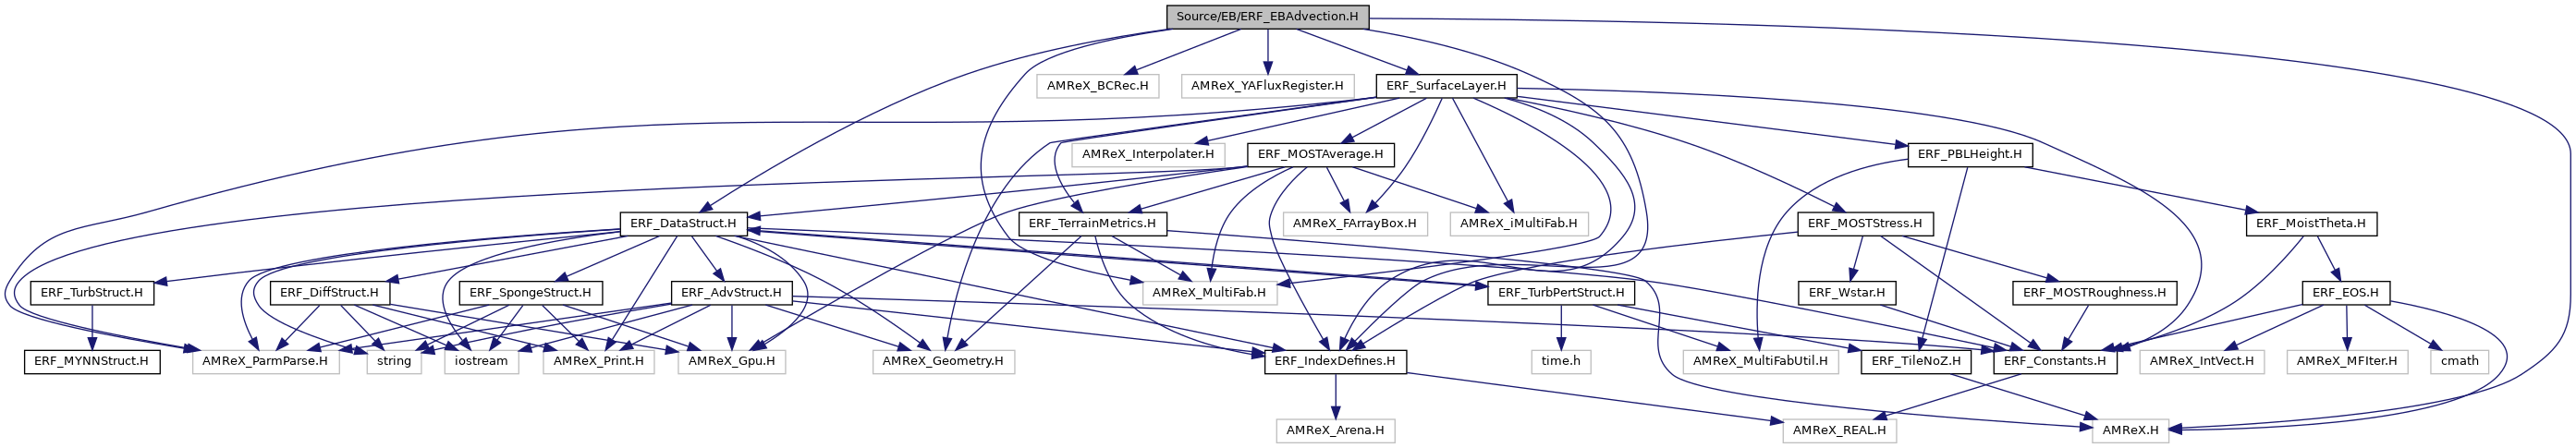 Source/EB/ERF_EBAdvection.H
AMReX_BCRec.H
AMReX_YAFluxRegister.H
ERF_SurfaceLayer.H
AMReX_Interpolater.H
ERF_MOSTAverage.H
ERF_PBLHeight.H
ERF_DataStruct.H
ERF_TerrainMetrics.H
AMReX_FArrayBox.H
AMReX_iMultiFab.H
ERF_MOSTStress.H
ERF_MoistTheta.H
ERF_TurbStruct.H
ERF_DiffStruct.H
ERF_SpongeStruct.H
ERF_AdvStruct.H
AMReX_MultiFab.H
ERF_TurbPertStruct.H
ERF_Wstar.H
ERF_MOSTRoughness.H
ERF_EOS.H
ERF_MYNNStruct.H
AMReX_ParmParse.H
string
iostream
AMReX_Print.H
AMReX_Gpu.H
AMReX_Geometry.H
ERF_IndexDefines.H
time.h
AMReX_MultiFabUtil.H
ERF_TileNoZ.H
ERF_Constants.H
AMReX_IntVect.H
AMReX_MFIter.H
cmath
AMReX_Arena.H
AMReX_REAL.H
AMReX.H